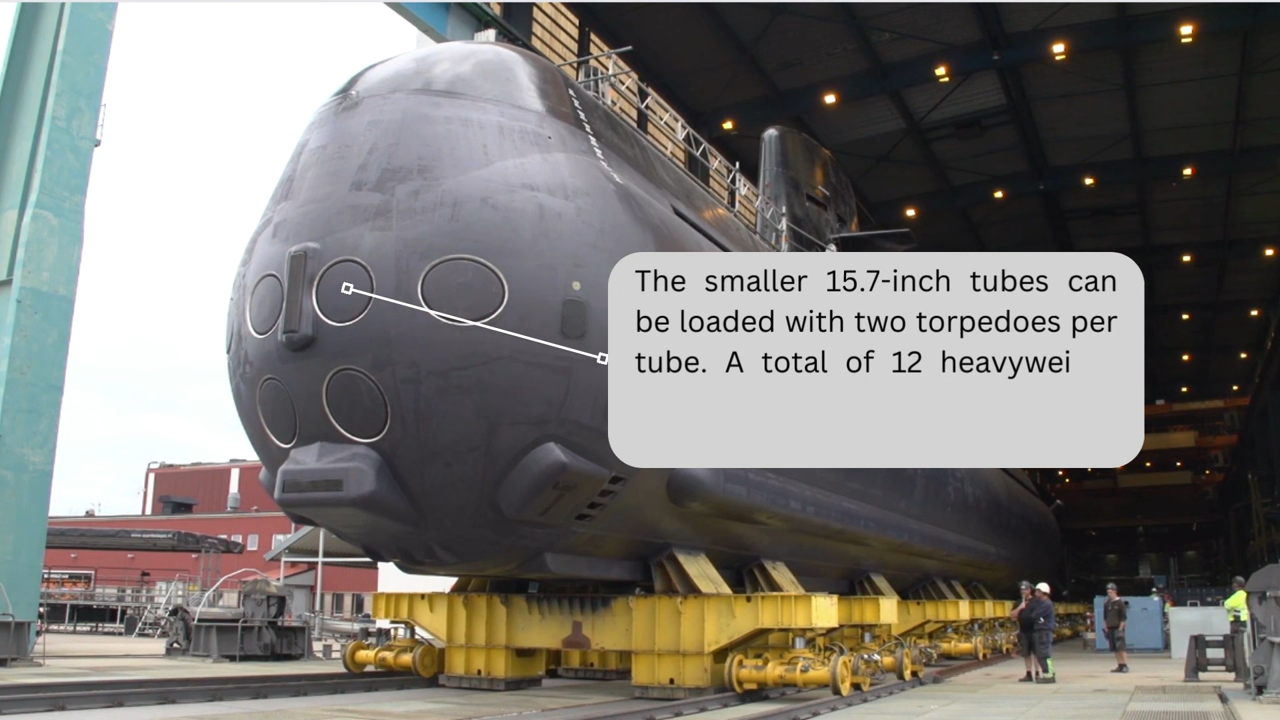 The smaller 15.7-inch tubes can
be loaded with two torpedoes per
tube. A total of 12 heavywei